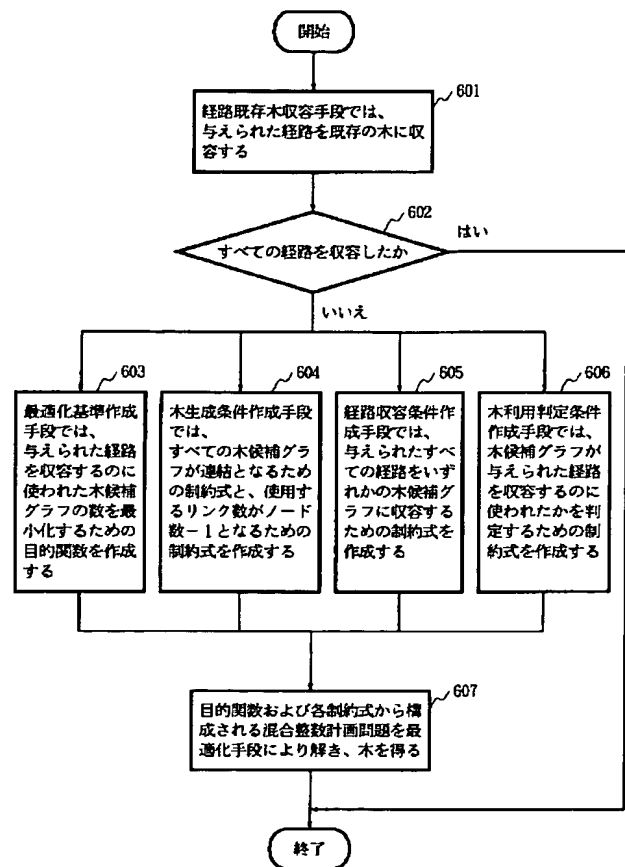 開始
601
経路既存木収容手段では、
与えられた経路を既存の木に収
容する
602
すべての経路を収容したか
はい
いいえ
603
最適化基準作成
手段では、
与えられた経路
を収容するのに
使われた木候補
グラフの数を最
小化するための
目的関数を作成
する
604
木生成条件作成手段
では、
すべての木候補グラ
フが連結となるため
の制約式と、使用す
るリンク数がノード
数－1となるための
制約式を作成する
605
経路収容条件作
成手段では、
与えられたすべ
ての経路をいず
れかの木候補グ
ラフに収容する
ための制約式を
作成する
606
木利用判定条件
作成手段では、
木候補グラフが
与えられた経路
を収容するのに
使われたかを判
定するための制
約式を作成する
607
目的関数および各制約式から構
成される混合整数計画問題を最
適化手段により解き、木を得る
終了